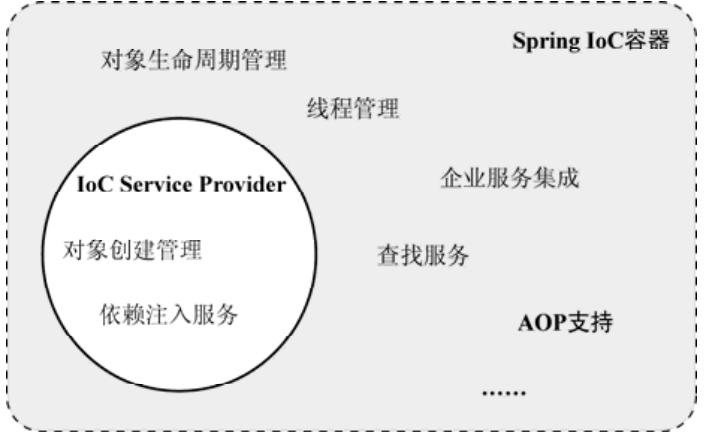 Spring IoC容器
对象生命周期管理
线程管理
IoC Service Provider
企业服务集成
对象创建管理
查找服务
依赖注入服务
AOP支持
……